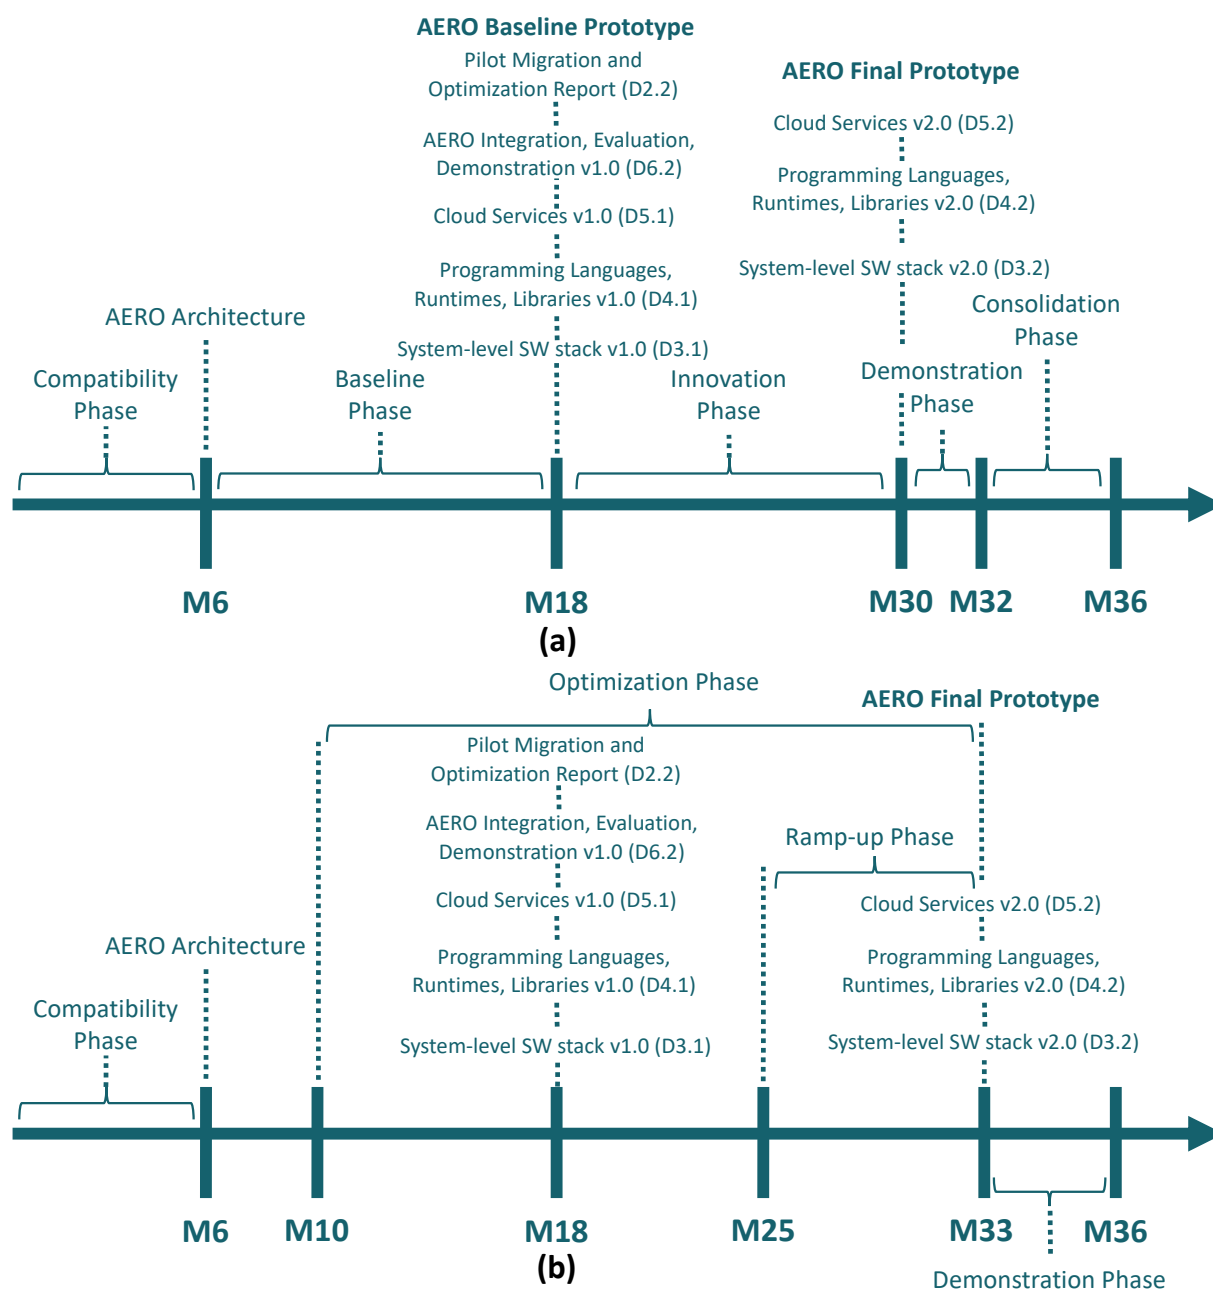 AERO Baseline Prototype
Pilot Migration and
Optimization Report (D2.2)
AERO Integration, Evaluation,
Demonstration v1.0 (D6.2)
Cloud Services v1.0 (D5.1)
Programming Languages,
Runtimes, Libraries v1.0 (D4.1)
System-level SW stack v1.0 (D3.1)
AERO Final Prototype
Cloud Services v2.0 (D5.2)
Programming Languages,
Runtimes, Libraries v2.0 (D4.2)
System-level SW stack v2.0 (D3.2)
AERO Architecture
Compatibility
Phase
Baseline
Phase
Innovation
Phase
Demonstration
Phase
Consolidation
Phase
M6
M18
M30
M32
M36
(a)
Optimization Phase
AERO Final Prototype
Pilot Migration and
Optimization Report (D2.2)
AERO Integration, Evaluation,
Demonstration v1.0 (D6.2)
Cloud Services v1.0 (D5.1)
Programming Languages,
Runtimes, Libraries v1.0 (D4.1)
System-level SW stack v1.0 (D3.1)
Ramp-up Phase
Cloud Services v2.0 (D5.2)
Programming Languages,
Runtimes, Libraries v2.0 (D4.2)
System-level SW stack v2.0 (D3.2)
AERO Architecture
Compatibility
Phase
M6
M10
M18
M25
M33
M36
(b)
Demonstration Phase